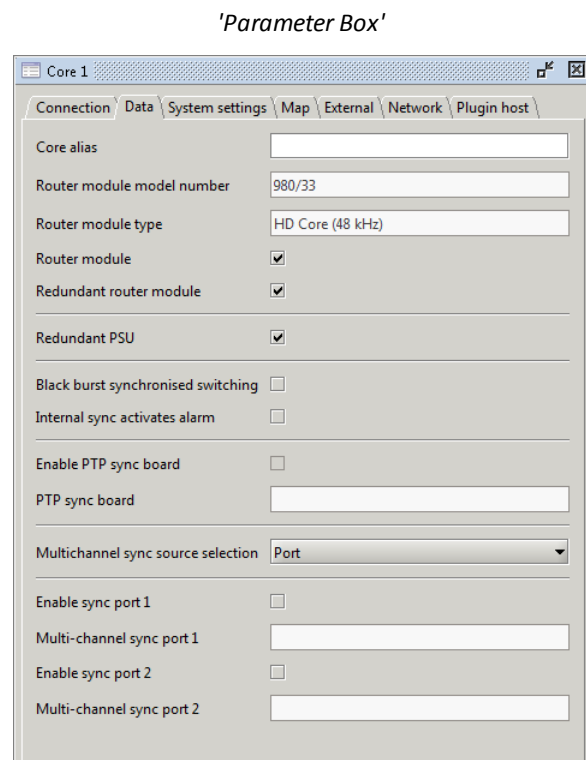 'Parameter Box'
Core 1
Connection Data System settings Map External Network Plugin host
Core alias
Router module model number 980/33
Router module type HD Core (48 kHz)
Router module
Redundant router module
Redundant PSU
Black burst synchronised switching
Internal sync activates alarm
Enable PTP sync board
PTP sync board
Multichannel sync source selection Port
Enable sync port 1
Multi-channel sync port 1
Enable sync port 2
Multi-channel sync port 2